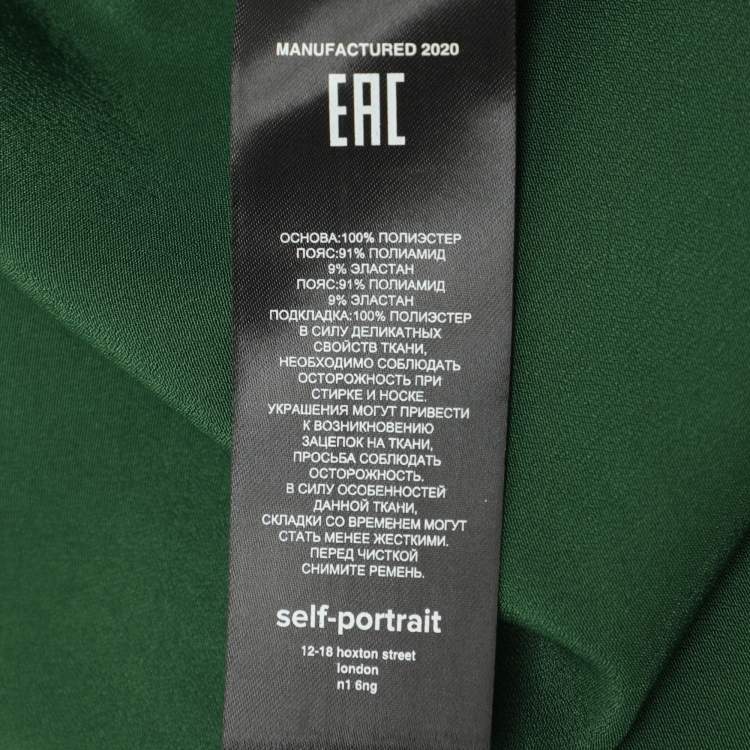 MANUFACTURED 2020
EAC
ОСНОВА:100% ПОЛИЭСТЕР
ПОЯС:91% ПОЛИАМИД
9% ЭЛАСТАН
ПОЯС:91% ПОЛИАМИД
9% ЭЛАСТАН
ПОДКЛАДКА:100% ПОЛИЭСТЕР
В СИЛУ ДЕЛИКАТНЫХ
СВОЙСТВ ТКАНИ,
НЕОБХОДИМО СОБЛЮДАТЬ
ОСТОРОЖНОСТЬ ПРИ
СТИРКЕ И НОСКЕ.
УКРАШЕНИЯ МОГУТ ПРИВЕСТИ
К ВОЗНИКНОВЕНИЮ
ЗАЦЕПОК НА ТКАНИ,
ПРОСЬБА СОБЛЮДАТЬ
ОСТОРОЖНОСТЬ.
В СИЛУ ОСОБЕННОСТЕЙ
ДАННОЙ ТКАНИ,
СКЛАДКИ СО ВРЕМЕНЕМ МОГУТ
СТАТЬ МЕНЕЕ ЖЕСТКИМИ.
ПЕРЕД ЧИСТКОЙ
СНИМИТЕ РЕМЕНЬ.
self-portrait
12-18 hoxton street
london
n1 6ng